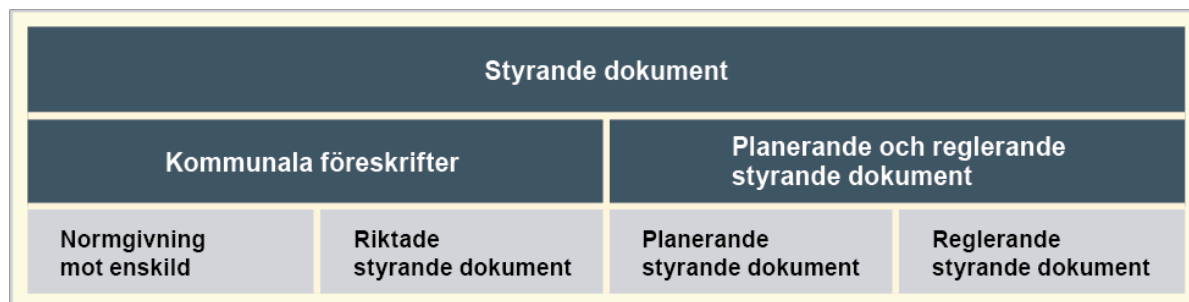 Styrande dokument
Kommunala föreskrifter
Planerande och reglerande
styrande dokument
Normgivning
mot enskild
Riktade
styrande dokument
Planerande
styrande dokument
Reglerande
styrande dokument